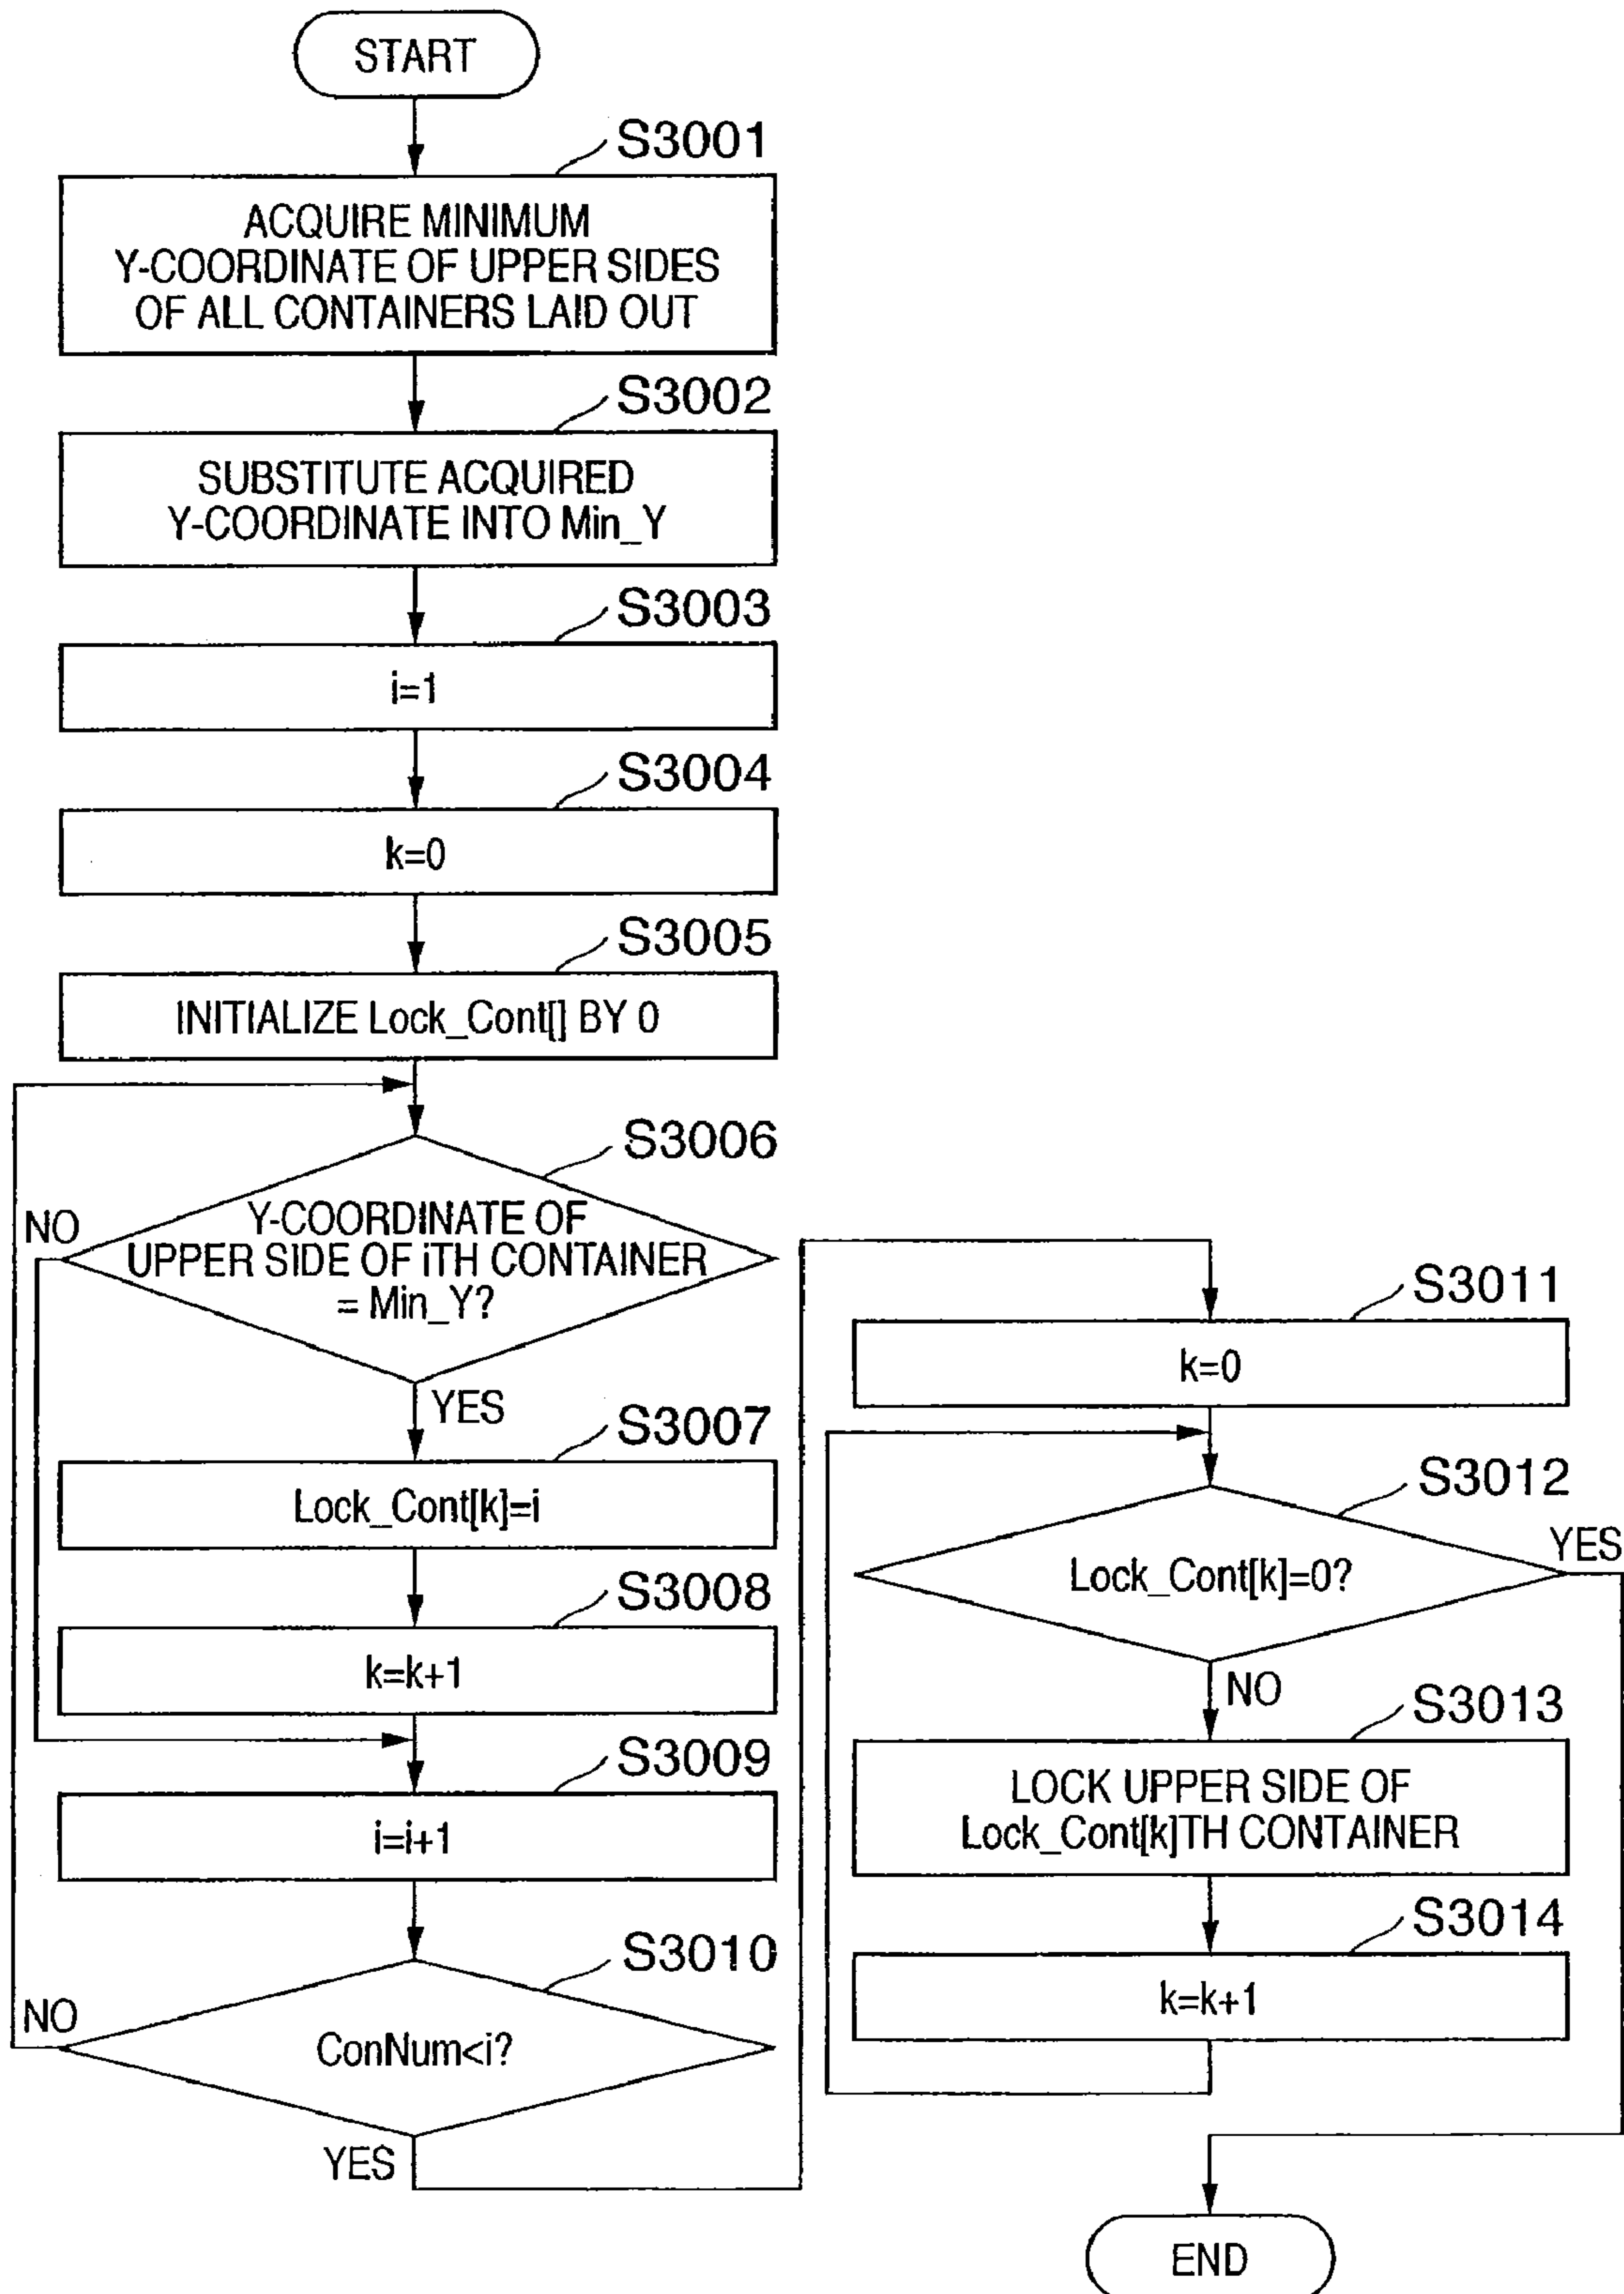 START
S3001
ACQUIRE MINIMUM
Y-COORDINATE OF UPPER SIDES
OF ALL CONTAINERS LAID OUT
S3002
SUBSTITUTE ACQUIRED
Y-COORDINATE INTO Min_Y
S3003
i=1
S3004
k=0
S3005
INITIALIZE Lock_Cont[] BY 0
S3006
NO
Y-COORDINATE OF
UPPER SIDE OF iTH CONTAINER
= Min_Y?
YES
S3007
Lock_Cont[k]=i
S3008
k=k+1
S3009
i=i+1
S3010
NO
ConNum<i?
YES
S3011
k=0
S3012
YES
Lock_Cont[k]=0?
NO
S3013
LOCK UPPER SIDE OF
Lock_Cont[k]TH CONTAINER
S3014
k=k+1
END